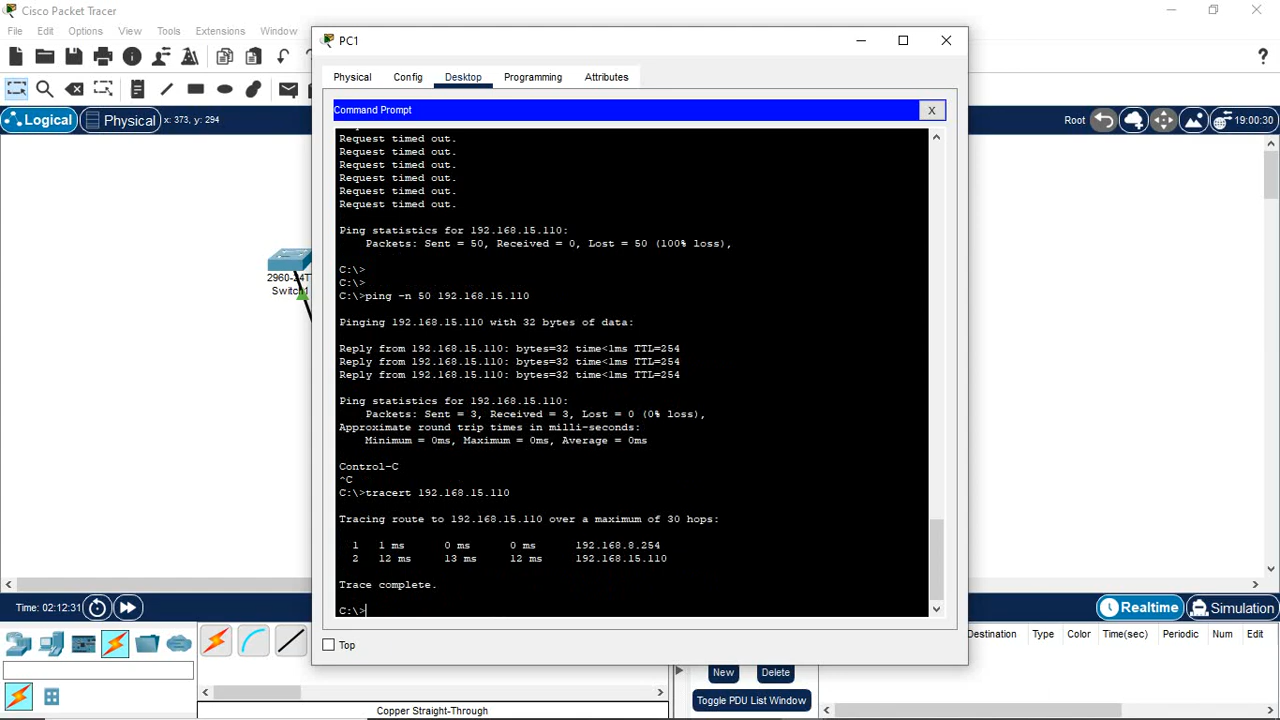 Cisco Packet Tracer
File Edit Options View Tools Extensions Window
PC1
Physical Config Desktop Programming Attributes
Command Prompt X
Logical Physical x: 373, y: 294 Root 19:00:30
Request timed out.
Request timed out.
Request timed out.
Request timed out.
Request timed out.
Request timed out.
Ping statistics for 192.168.15.110:
Packets: Sent = 50, Received = 0, Lost = 50 (100% loss),
C:\>
C:\>
C:\>ping -n 50 192.168.15.110
Pinging 192.168.15.110 with 32 bytes of data:
Reply from 192.168.15.110: bytes=32 time<1ms TTL=254
Reply from 192.168.15.110: bytes=32 time<1ms TTL=254
Reply from 192.168.15.110: bytes=32 time<1ms TTL=254
Ping statistics for 192.168.15.110:
Packets: Sent = 3, Received = 3, Lost = 0 (0% loss),
Approximate round trip times in milli-seconds:
Minimum = 0ms, Maximum = 0ms, Average = 0ms
Control-C
^C
C:\>tracert 192.168.15.110
Tracing route to 192.168.15.110 over a maximum of 30 hops:
1 1 ms 0 ms 0 ms 192.168.8.254
2 12 ms 13 ms 12 ms 192.168.15.110
Trace complete.
C:\>
2960-24T
Switch1
Top
Time: 02:12:31
Realtime Simulation
New Delete
Toggle PDU List Window
Destination Type Color Time(sec) Periodic Num Edit
Copper Straight-Through